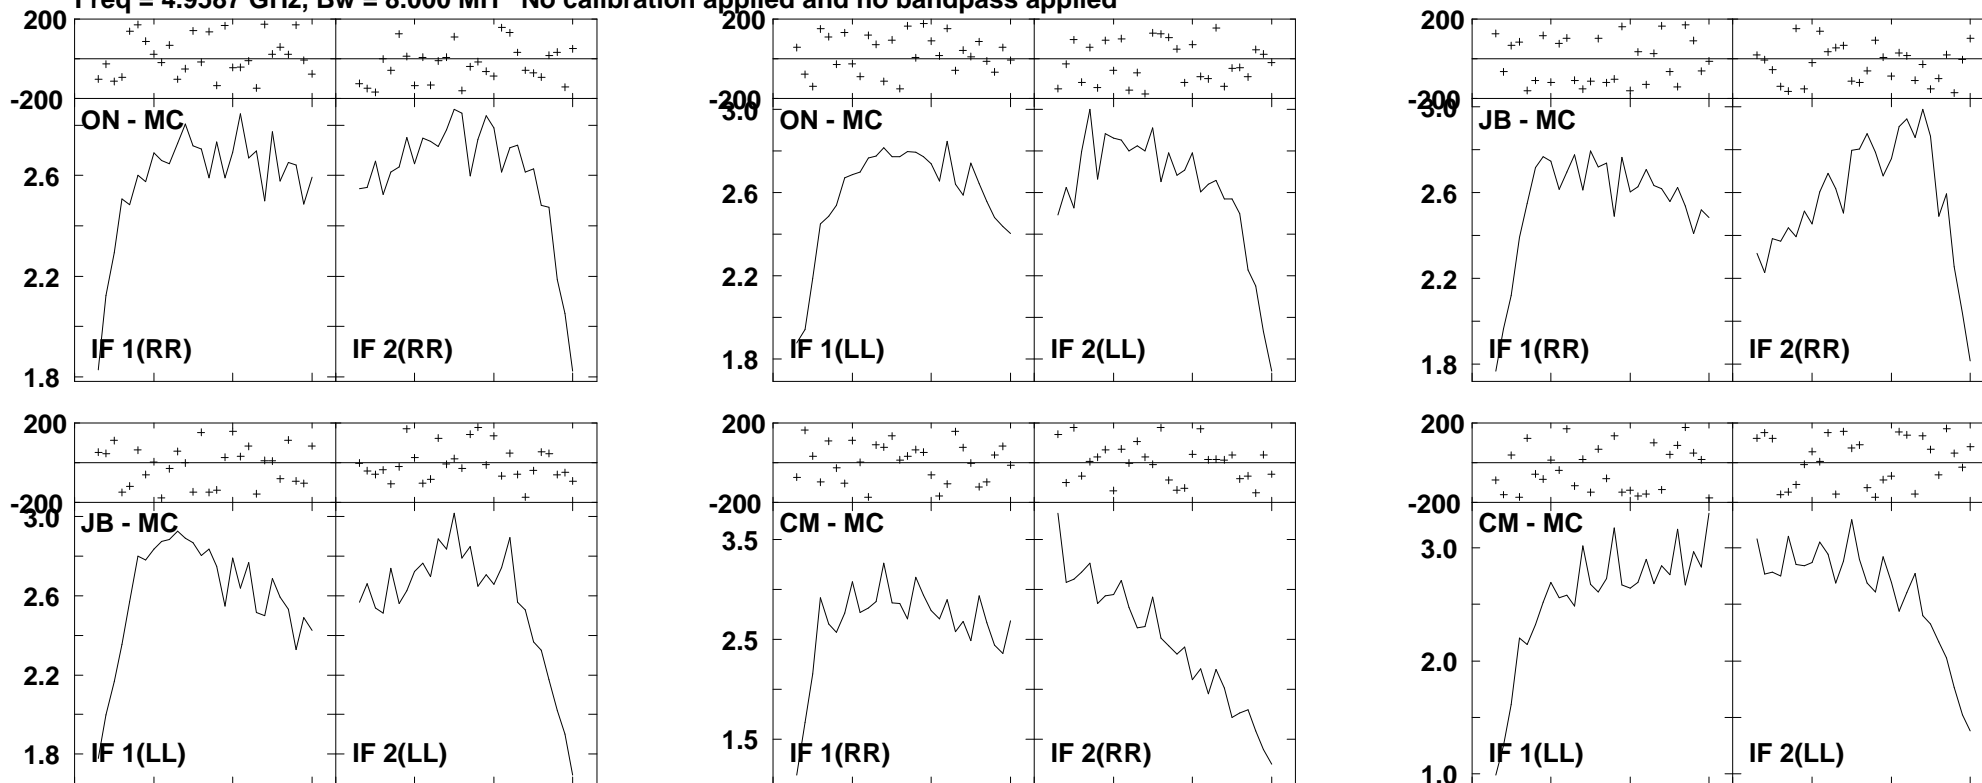 Freq = 4.9587 GHz, Bw = 8.000 MH No calibration applied and no bandpass applied
200
-200
ON - MC
2.6
2.2
1.8
IF 1(RR)
IF 2(RR)
200
-200
3.0
ON - MC
2.6
2.2
1.8
IF 1(LL)
IF 2(LL)
200
-200
3.0
JB - MC
2.6
2.2
1.8
IF 1(RR)
IF 2(RR)
200
-200
3.0
JB - MC
2.6
2.2
1.8
IF 1(LL)
IF 2(LL)
200
-200
CM - MC
3.5
2.5
1.5
IF 1(RR)
IF 2(RR)
200
-200
CM - MC
3.0
2.0
1.0
IF 1(LL)
IF 2(LL)